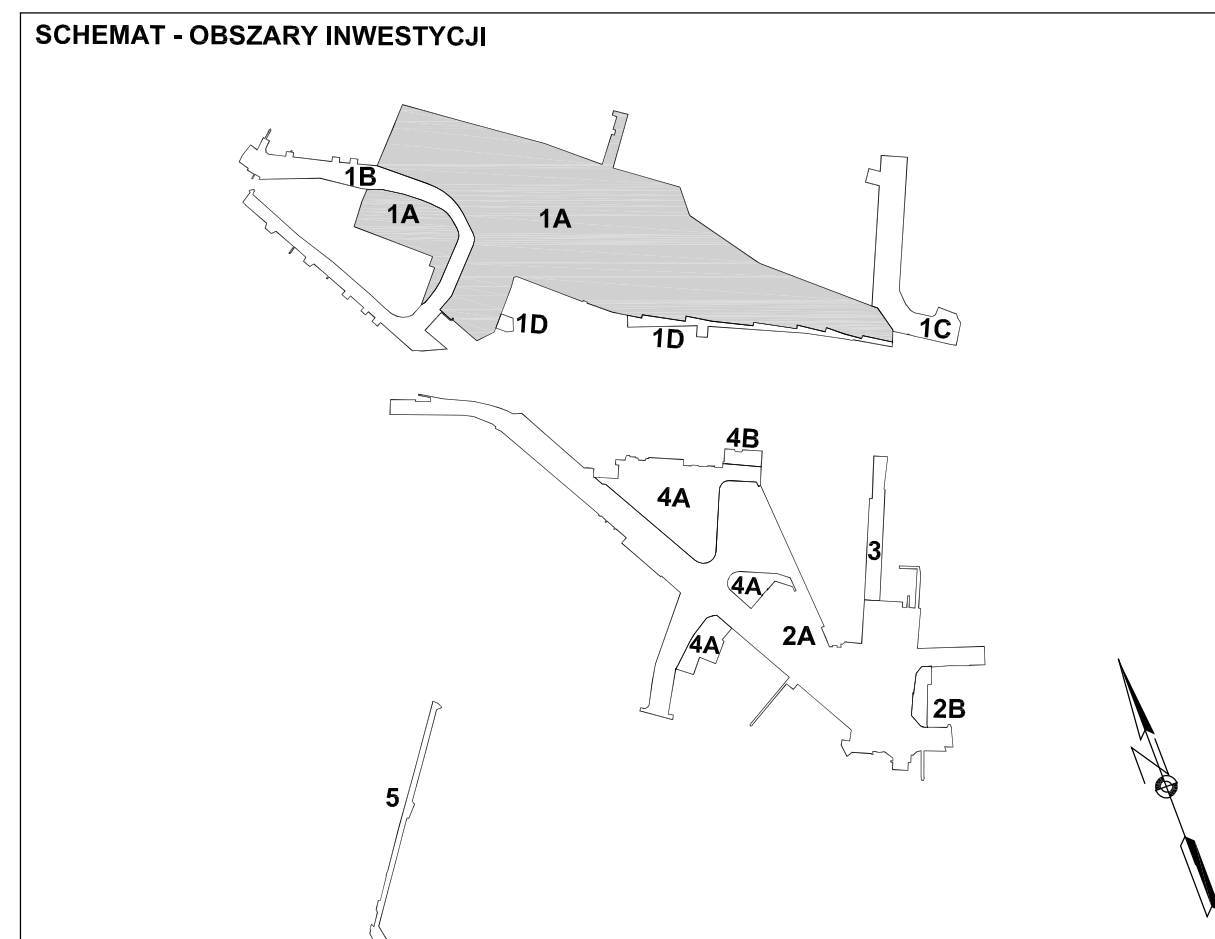 SCHEMAT - OBSZARY INWESTYCJI
1B
1A
1A
1D
1D
1C
4B
4A
3
4A
2A
4A
2B
5
N